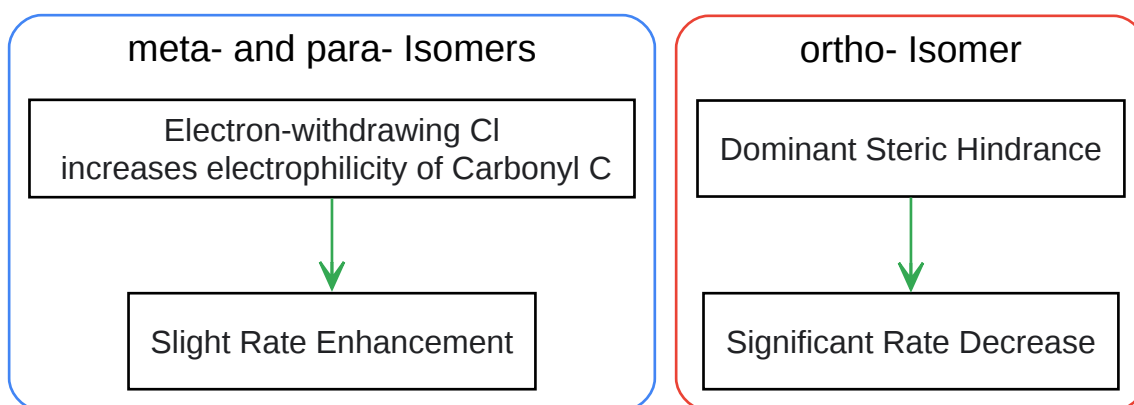 meta- and para- Isomers
Electron-withdrawing Cl
increases electrophilicity of Carbonyl C
Slight Rate Enhancement
ortho- Isomer
Dominant Steric Hindrance
Significant Rate Decrease